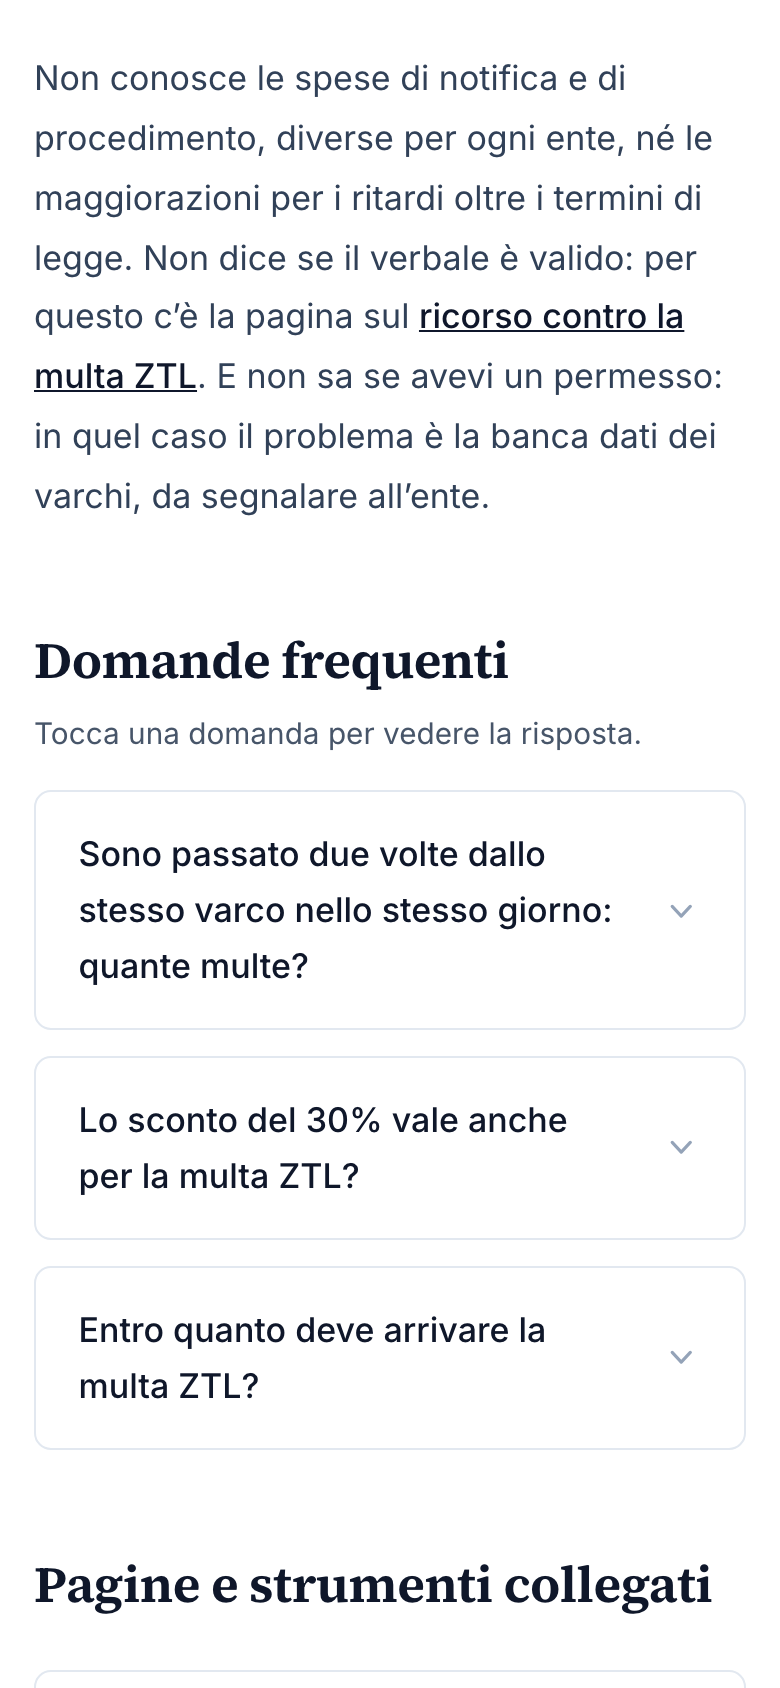 Non conosce le spese di notifica e di
procedimento, diverse per ogni ente, né le
maggiorazioni per i ritardi oltre i termini di
legge. Non dice se il verbale è valido: per
questo c’è la pagina sul ricorso contro la
multa ZTL. E non sa se avevi un permesso:
in quel caso il problema è la banca dati dei
varchi, da segnalare all’ente.
Domande frequenti
Tocca una domanda per vedere la risposta.
Sono passato due volte dallo
stesso varco nello stesso giorno:
quante multe?
Lo sconto del 30% vale anche
per la multa ZTL?
Entro quanto deve arrivare la
multa ZTL?
Pagine e strumenti collegati